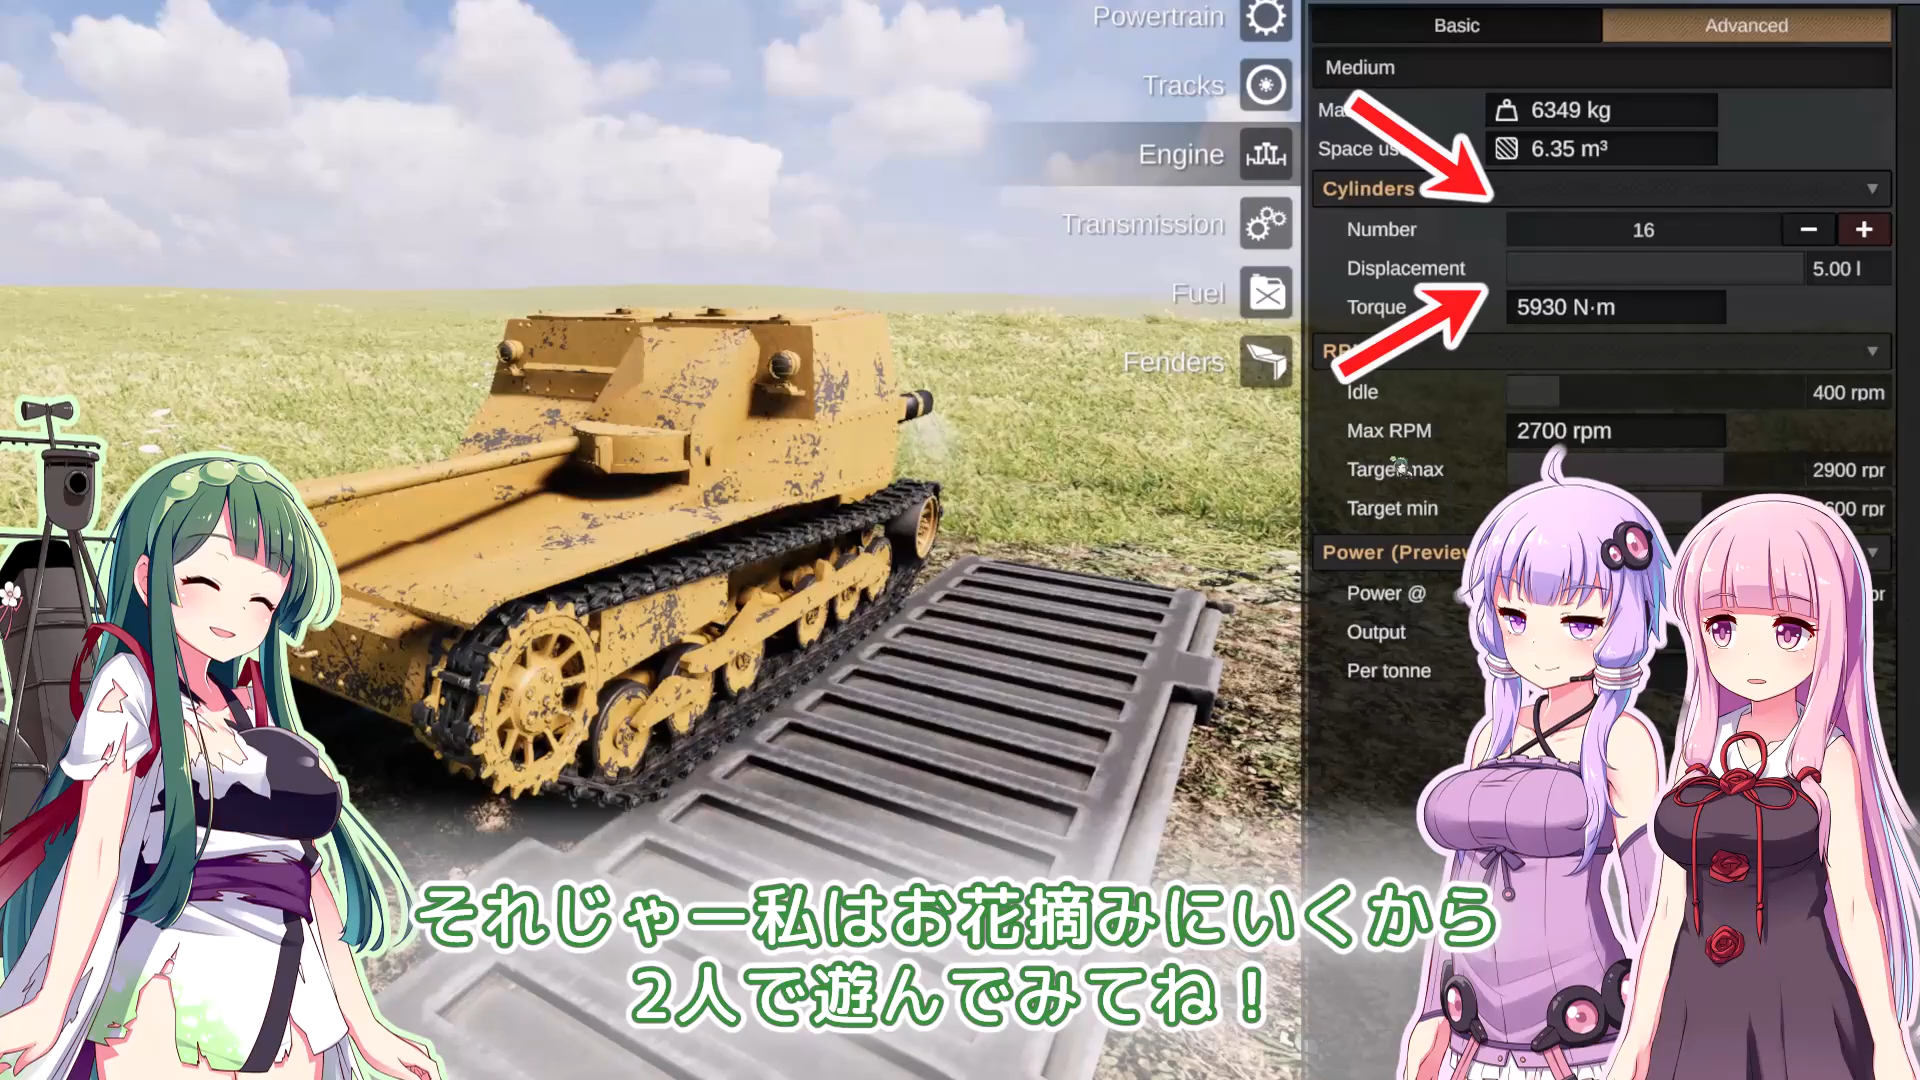 Powertrain
Tracks
Engine
Transmission
Fuel
Fenders
Basic
Advanced
Medium
6349 kg
6.35 m³
Cylinders
Number
16
Displacement
5.00 l
Torque
5930 N·m
Idle
400 rpm
Max RPM
2700 rpm
2900 rpr
Target min
Power (Preview
Power @
Output
Per tonne
それじゃー私はお花摘みにいくから
2人で遊んでみてね！